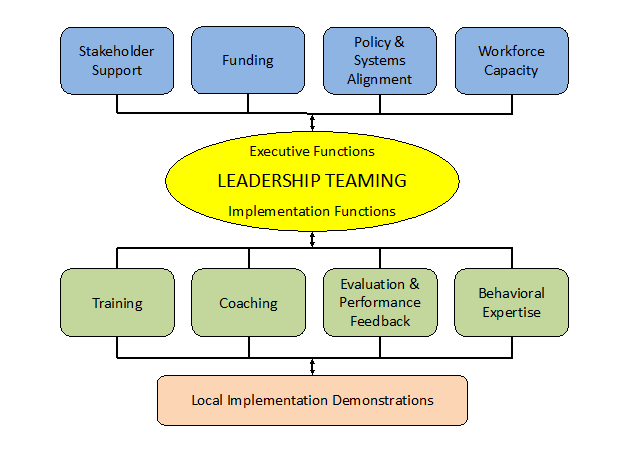 Stakeholder
Support
Funding
Policy &
Systems
Alignment
Workforce
Capacity
Executive Functions
LEADERSHIP TEAMING
Implementation Functions
Training
Coaching
Evaluation &
Performance
Feedback
Behavioral
Expertise
Local Implementation Demonstrations